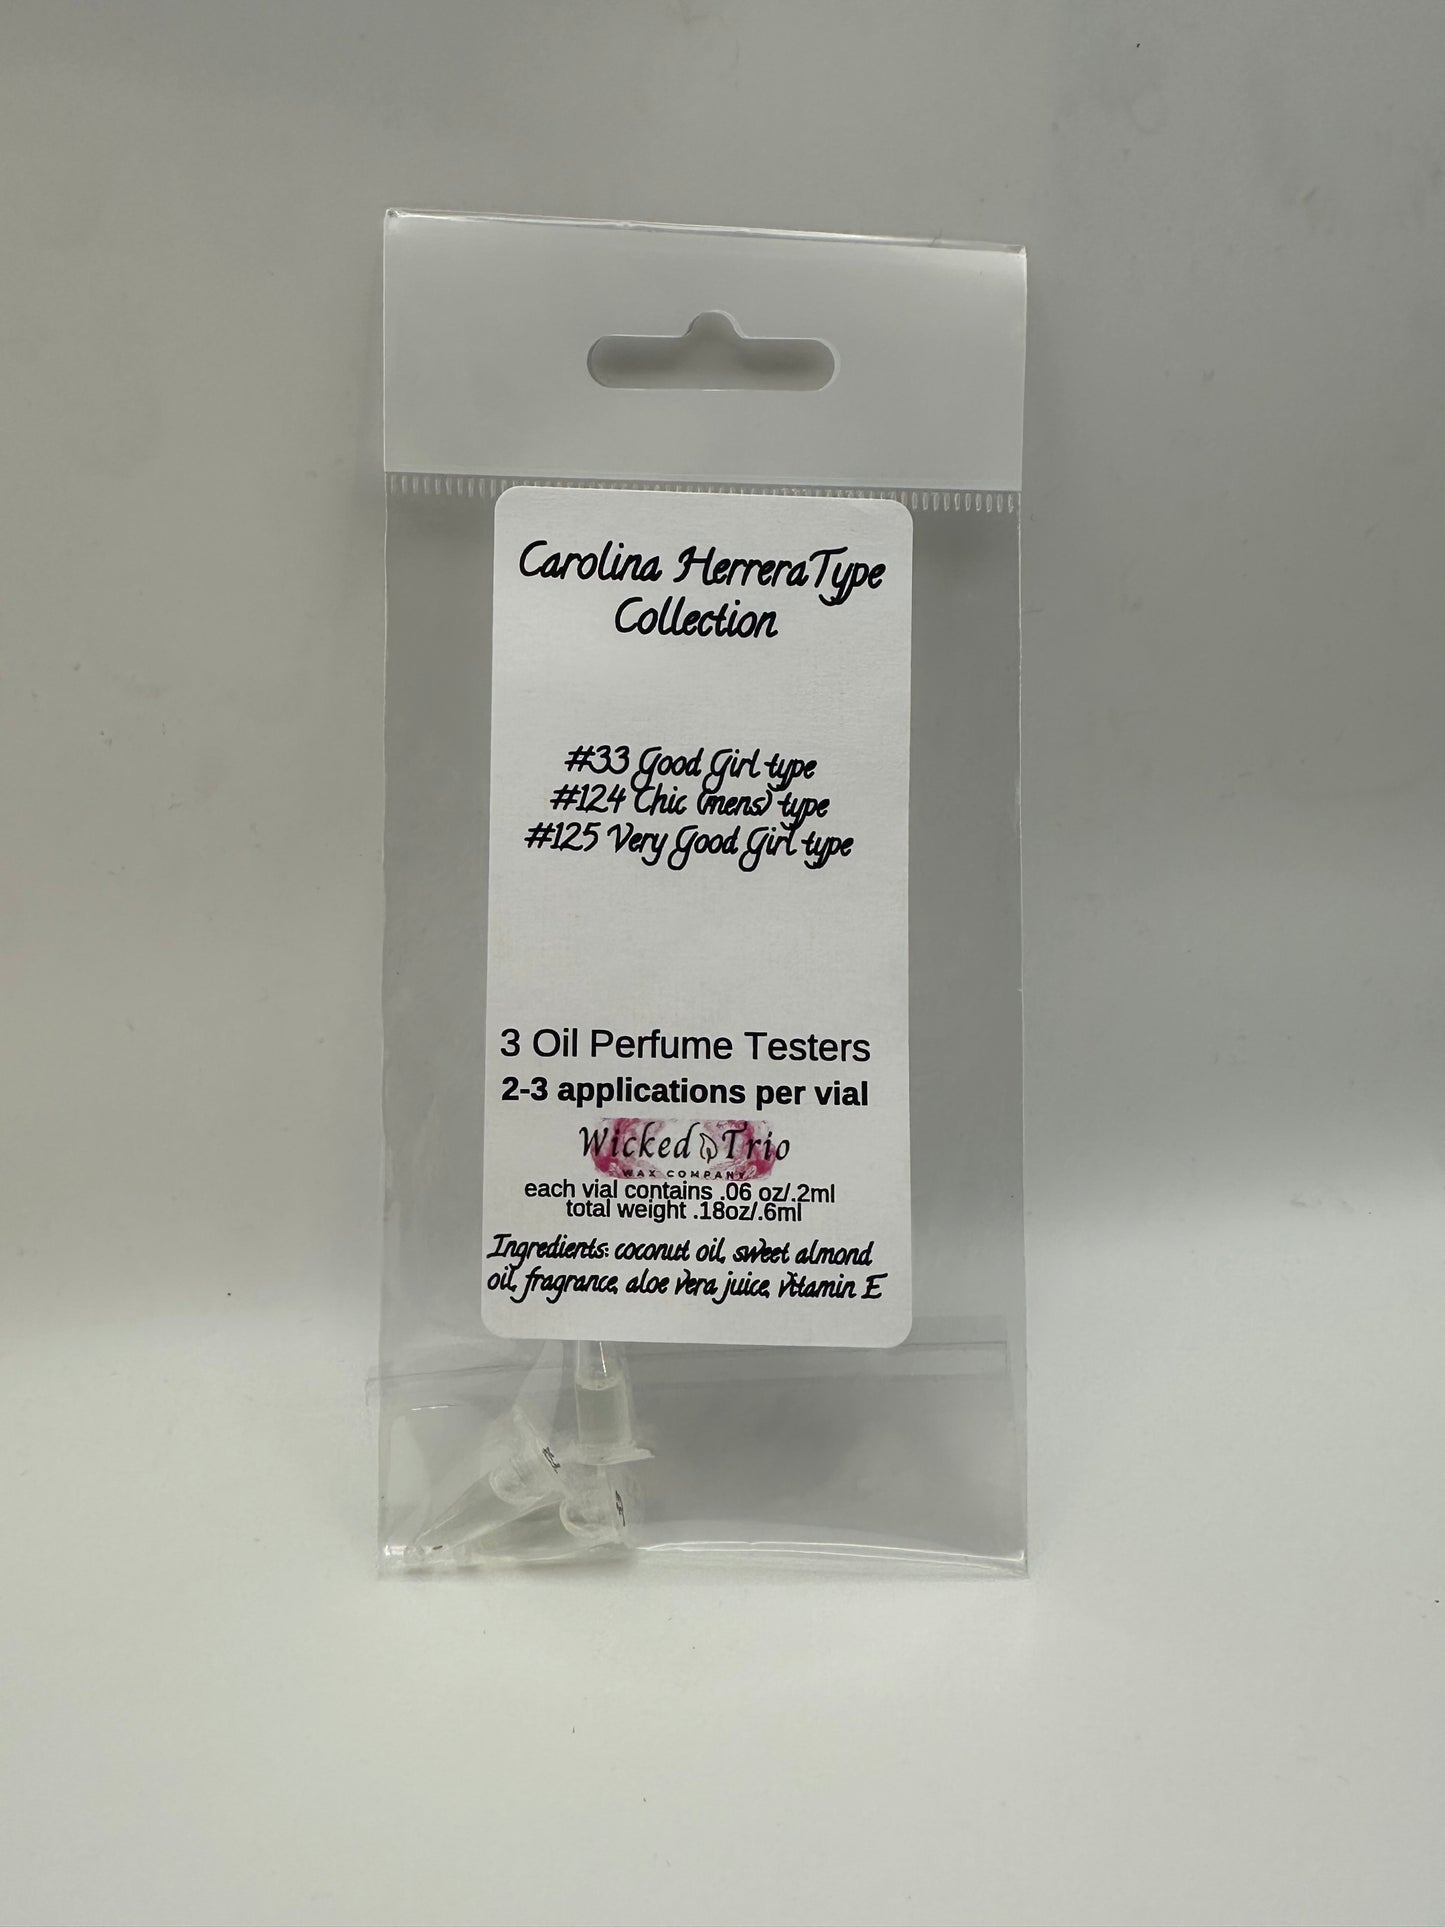 Carolina Herrera Type
Collection
#33 Good Girl type
#124 Chic (mens) type
#125 Very Good Girl type
3 Oil Perfume Testers
2-3 applications per vial
Wicked Trio
WAX COMPANY
each vial contains .06 oz/.2ml
total weight .18oz/.6ml
Ingredients: coconut oil, sweet almond
oil, fragrance, aloe vera juice, vitamin E